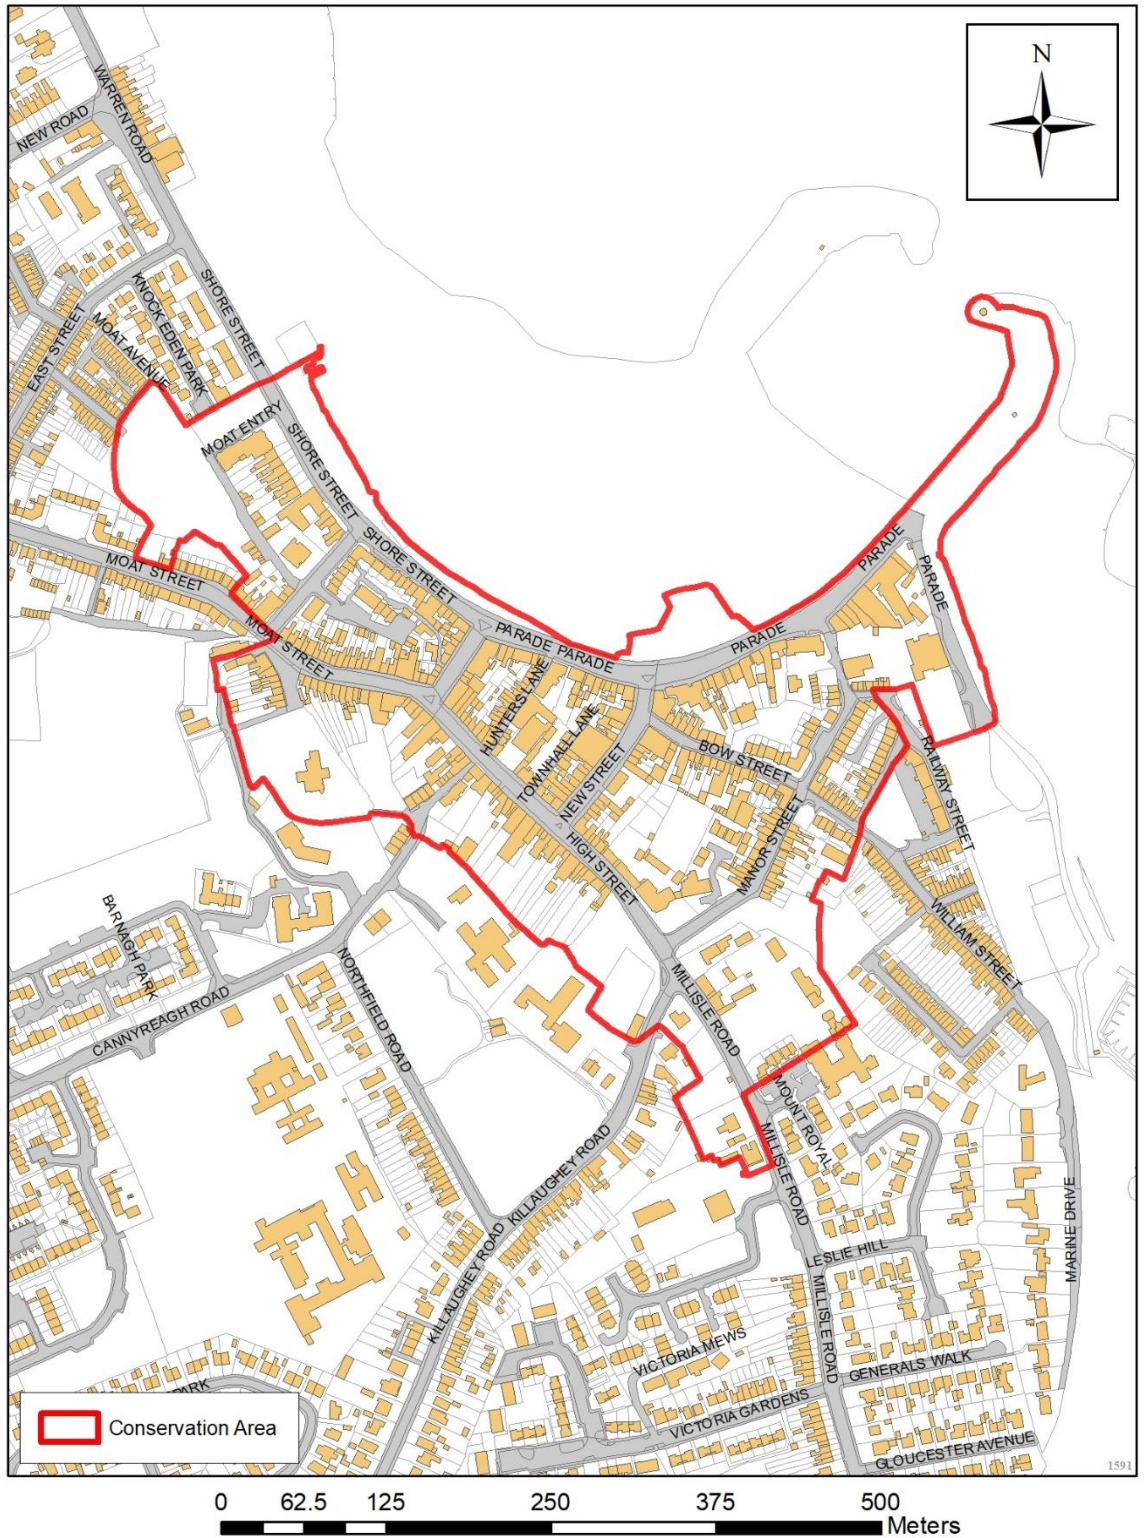 N
WARREN ROAD
NEW ROAD
SHORE STREET
KNOCK EDEN PARK
MOAT AVENUE
EAST STREET
MOAT ENTRY
SHORE STREET
SHORE STREET
MOAT STREET
MOAT STREET
PARADE PARADE
PARADE
PARADE
PARADE
HUNTERS LANE
TOWNHALL LANE
NEW STREET
BOW STREET
MANOR STREET
HIGH STREET
RAILWAY STREET
WILLIAM STREET
BARNAGH PARK
CANNYREAGH ROAD
NORTHFIELD ROAD
MILLISLE ROAD
MOUNT ROYAL
MILLISLE ROAD
KILLAUGHEY ROAD
KILLAUGHEY ROAD
LESLIE HILL
MARINE DRIVE
MILLISLE ROAD
VICTORIA MEWS
GENERALS WALK
VICTORIA GARDENS
GLOUCESTER AVENUE
PARK
Conservation Area
1591
0 62.5 125 250 375 500
Meters